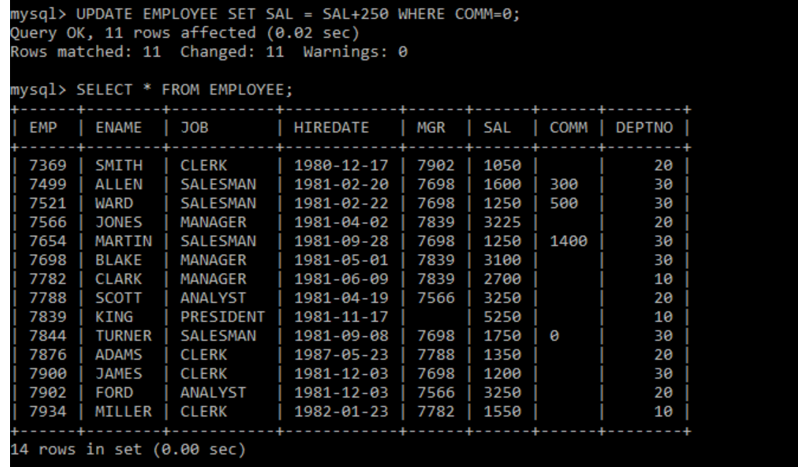 mysql> UPDATE EMPLOYEE SET SAL = SAL+250 WHERE COMM=0;
Query OK, 11 rows affected (0.02 sec)
Rows matched: 11  Changed: 11  Warnings: 0

mysql> SELECT * FROM EMPLOYEE;
+------+--------+-----------+------------+------+------+------+--------+
| EMP  | ENAME  | JOB       | HIREDATE   | MGR  | SAL  | COMM | DEPTNO |
+------+--------+-----------+------------+------+------+------+--------+
| 7369 | SMITH  | CLERK     | 1980-12-17 | 7902 | 1050 |      |     20 |
| 7499 | ALLEN  | SALESMAN  | 1981-02-20 | 7698 | 1600 | 300  |     30 |
| 7521 | WARD   | SALESMAN  | 1981-02-22 | 7698 | 1250 | 500  |     30 |
| 7566 | JONES  | MANAGER   | 1981-04-02 | 7839 | 3225 |      |     20 |
| 7654 | MARTIN | SALESMAN  | 1981-09-28 | 7698 | 1250 | 1400 |     30 |
| 7698 | BLAKE  | MANAGER   | 1981-05-01 | 7839 | 3100 |      |     30 |
| 7782 | CLARK  | MANAGER   | 1981-06-09 | 7839 | 2700 |      |     10 |
| 7788 | SCOTT  | ANALYST   | 1981-04-19 | 7566 | 3250 |      |     20 |
| 7839 | KING   | PRESIDENT | 1981-11-17 |      | 5250 |      |     10 |
| 7844 | TURNER | SALESMAN  | 1981-09-08 | 7698 | 1750 | 0    |     30 |
| 7876 | ADAMS  | CLERK     | 1987-05-23 | 7788 | 1350 |      |     20 |
| 7900 | JAMES  | CLERK     | 1981-12-03 | 7698 | 1200 |      |     30 |
| 7902 | FORD   | ANALYST   | 1981-12-03 | 7566 | 3250 |      |     20 |
| 7934 | MILLER | CLERK     | 1982-01-23 | 7782 | 1550 |      |     10 |
+------+--------+-----------+------------+------+------+------+--------+
14 rows in set (0.00 sec)